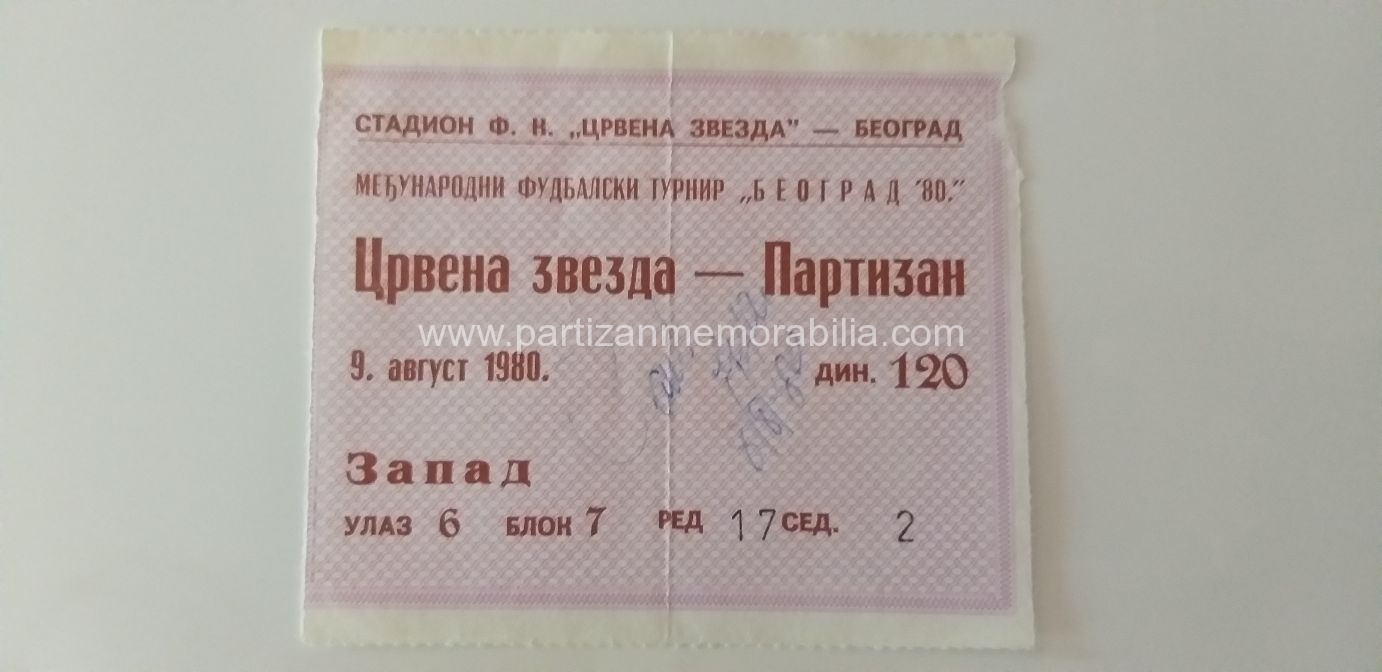 СТАДИОН Ф. К. „ЦРВЕНА ЗВЕЗДА” — БЕОГРАД
МЕЂУНАРОДНИ ФУДБАЛСКИ ТУРНИР „БЕОГРАД '80.”
Црвена звезда — Партизан
www.partizanmemorabilia.com
9. август 1980. дин. 120
Запад
УЛАЗ 6 БЛОК 7 РЕД 17 СЕД. 2